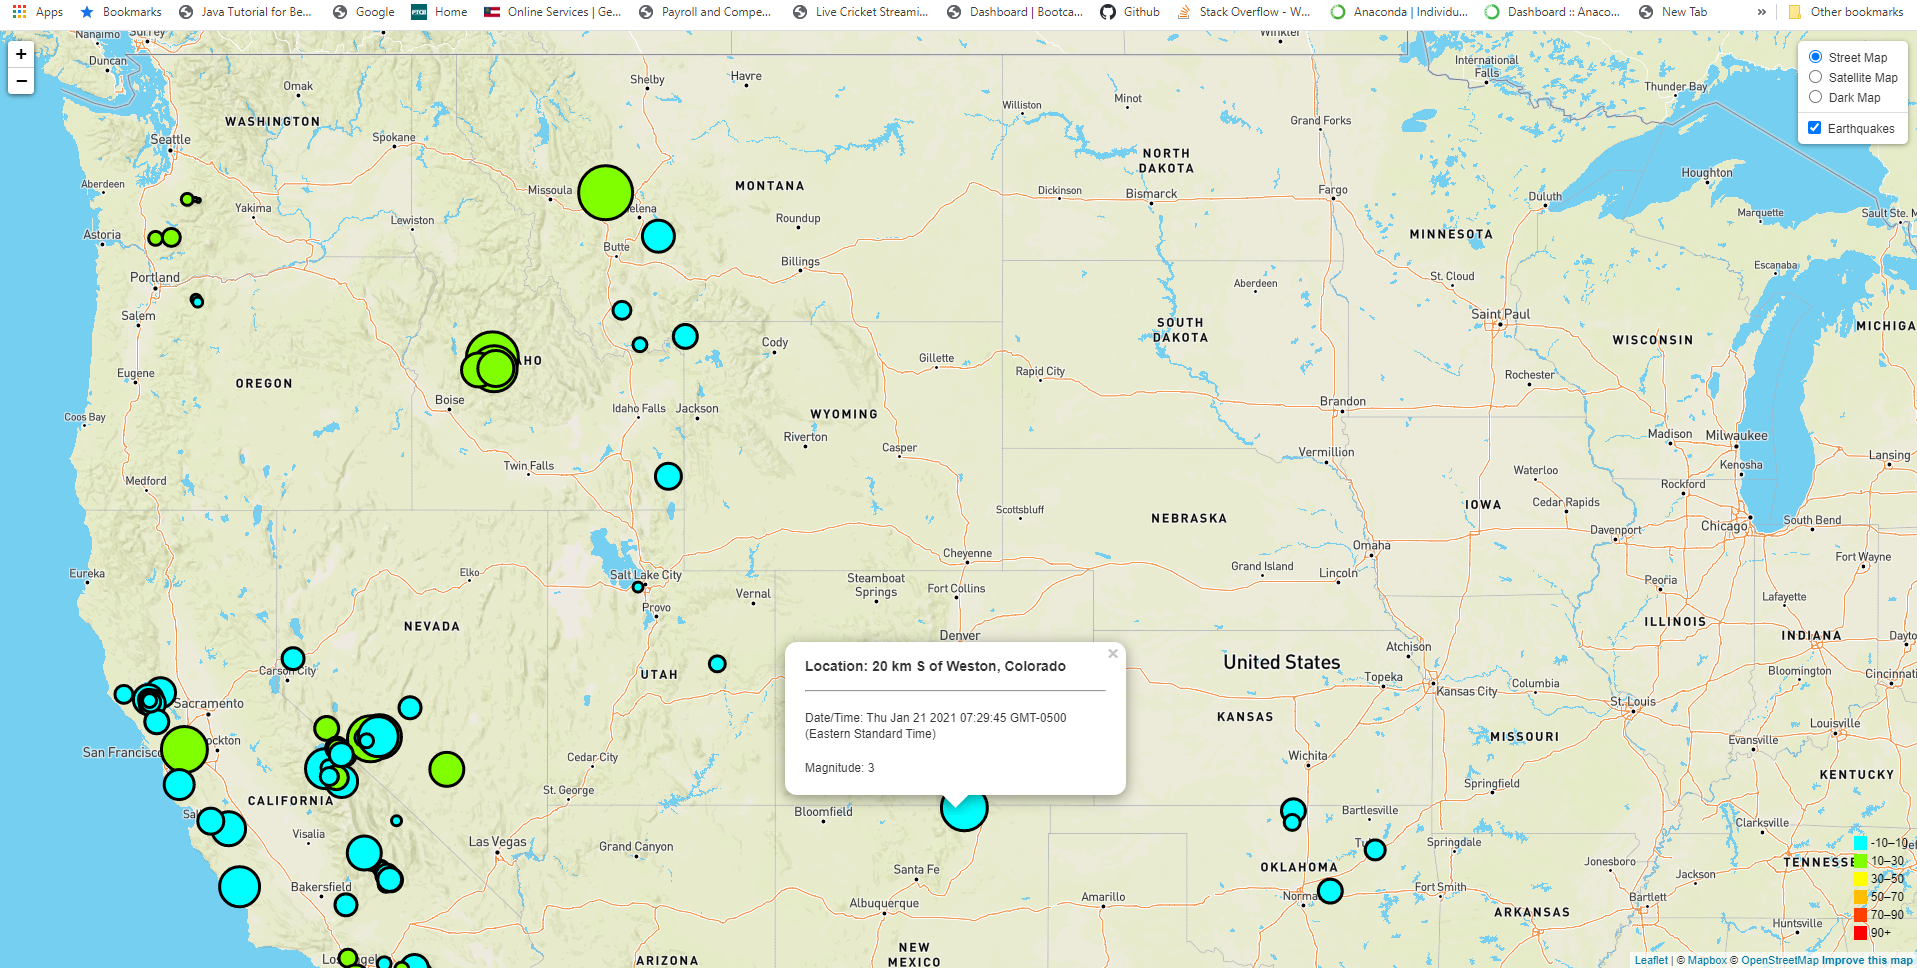 Apps Bookmarks Java Tutorial for Be... Google Home Online Services | Ge... Payroll and Compe... Live Cricket Streami... Dashboard | Bootca... Github Stack Overflow - W... Anaconda | Individu... Dashboard :: Anaco... New Tab » Other bookmarks
+
−
Street Map
Satellite Map
Dark Map
Earthquakes
Nanaimo
Surrey
Duncan
Omak
WASHINGTON
Seattle
Spokane
Aberdeen
Yakima
Lewiston
Astoria
Portland
Salem
Eugene
OREGON
Coos Bay
Medford
Boise
Twin Falls
Idaho Falls
Jackson
Shelby
Havre
Missoula
MONTANA
Roundup
Butte
Billings
Cody
Gillette
WYOMING
Riverton
Casper
Winkler
Williston
Minot
Grand Forks
NORTH
DAKOTA
Dickinson
Bismarck
Fargo
International
Falls
Thunder Bay
Houghton
Duluth
Marquette
Sault Ste. M
MINNESOTA
Escanaba
St. Cloud
Aberdeen
SOUTH
DAKOTA
Saint Paul
WISCONSIN
MICHIGA
Rapid City
Rochester
Brandon
Vermillion
Madison
Milwaukee
Kenosha
Lansing
Waterloo
Rockford
Cedar Rapids
IOWA
Davenport
Chicago
South Bend
Scottsbluff
NEBRASKA
Omaha
Cheyenne
Fort Wayne
Grand Island
Lincoln
Peoria
Lafayette
Eureka
Elko
Salt Lake City
Provo
Vernal
Steamboat
Springs
Fort Collins
Denver
NEVADA
UTAH
Carson City
Sacramento
San Francisco
CALIFORNIA
Visalia
Bakersfield
Cedar City
St. George
Las Vegas
Grand Canyon
Bloomfield
Location: 20 km S of Weston, Colorado
×
Date/Time: Thu Jan 21 2021 07:29:45 GMT-0500
(Eastern Standard Time)
Magnitude: 3
United States
Atchison
Topeka
Kansas City
Columbia
St. Louis
ILLINOIS
INDIANA
Dayto
Bloomington
Cincinnati
KANSAS
MISSOURI
Louisville
Evansville
Wichita
Springfield
KENTUCKY
Bartlesville
Clarksville
Springdale
OKLAHOMA
Jonesboro
TENNESSE
Jackson
Fort Smith
Bartlett
ARKANSAS
Huntsville
Santa Fe
Albuquerque
Amarillo
NEW
MEXICO
ARIZONA
-10–10
10–30
30–50
50–70
70–90
90+
Leaflet | © Mapbox © OpenStreetMap Improve this map